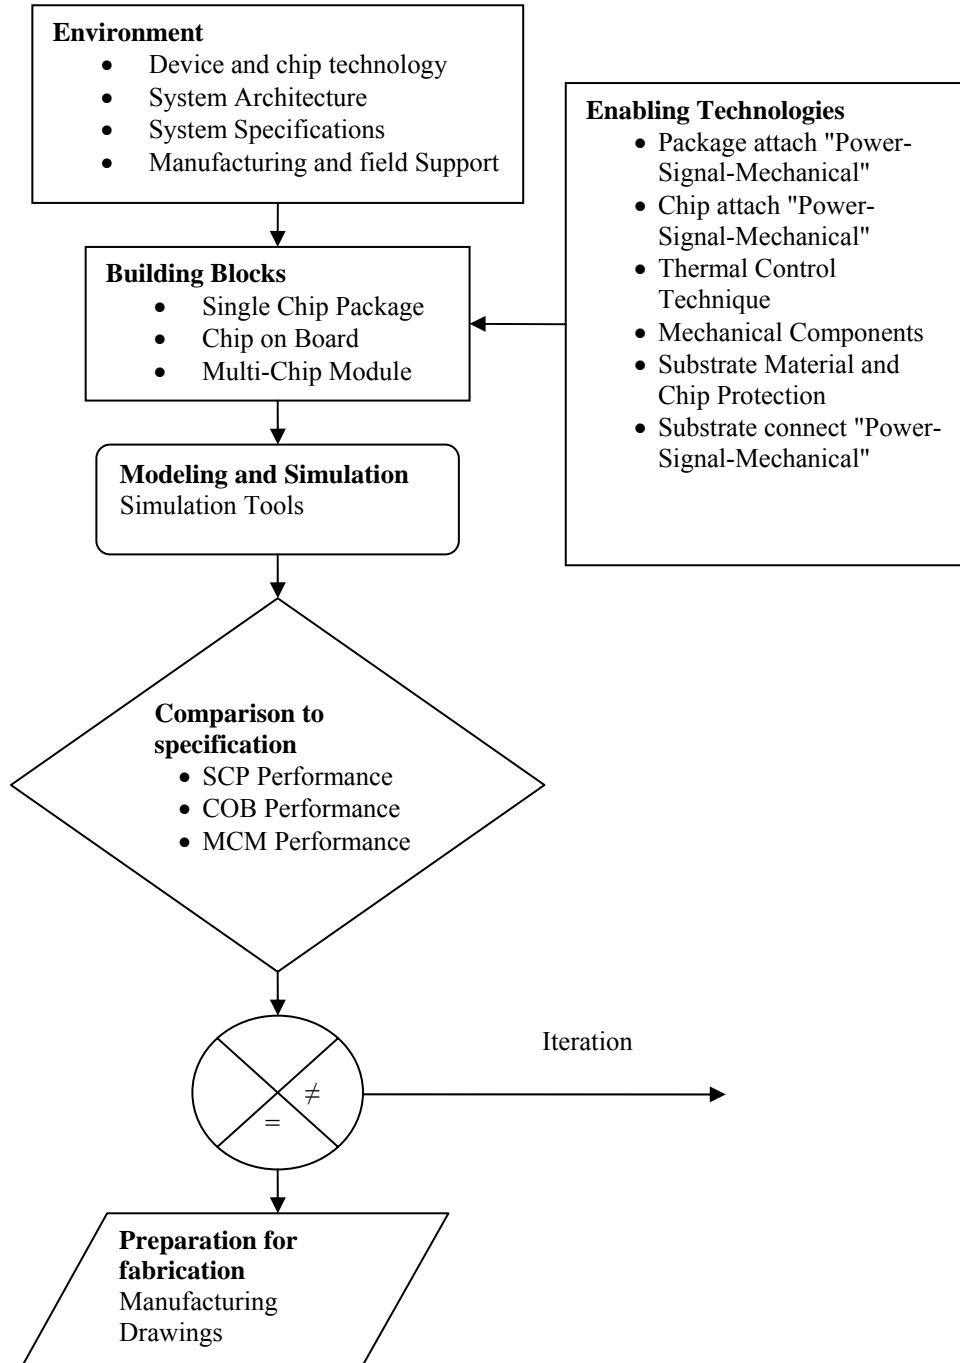 Environment
• Device and chip technology
• System Architecture
• System Specifications
• Manufacturing and field Support
Enabling Technologies
• Package attach "Power-
Signal-Mechanical"
• Chip attach "Power-
Signal-Mechanical"
• Thermal Control
Technique
• Mechanical Components
• Substrate Material and
Chip Protection
• Substrate connect "Power-
Signal-Mechanical"
Building Blocks
• Single Chip Package
• Chip on Board
• Multi-Chip Module
Modeling and Simulation
Simulation Tools
Comparison to
specification
• SCP Performance
• COB Performance
• MCM Performance
Iteration
≠
=
Preparation for
fabrication
Manufacturing
Drawings